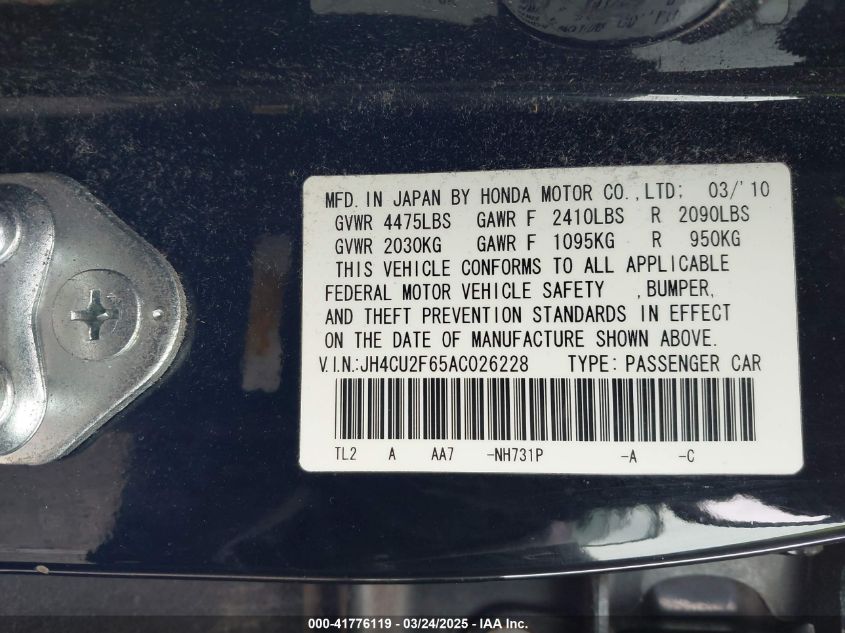 MFD. IN JAPAN BY HONDA MOTOR CO.,LTD; 03/'10
GVWR 4475LBS GAWR F 2410LBS R 2090LBS
GVWR 2030KG GAWR F 1095KG R 950KG
THIS VEHICLE CONFORMS TO ALL APPLICABLE
FEDERAL MOTOR VEHICLE SAFETY ,BUMPER,
AND THEFT PREVENTION STANDARDS IN EFFECT
ON THE DATE OF MANUFACTURE SHOWN ABOVE.
V.I.N.:JH4CU2F65AC026228 TYPE: PASSENGER CAR
TL2 A AA7 -NH731P -A -C
000-41776119 / 03/24/2025 - IAA Inc.